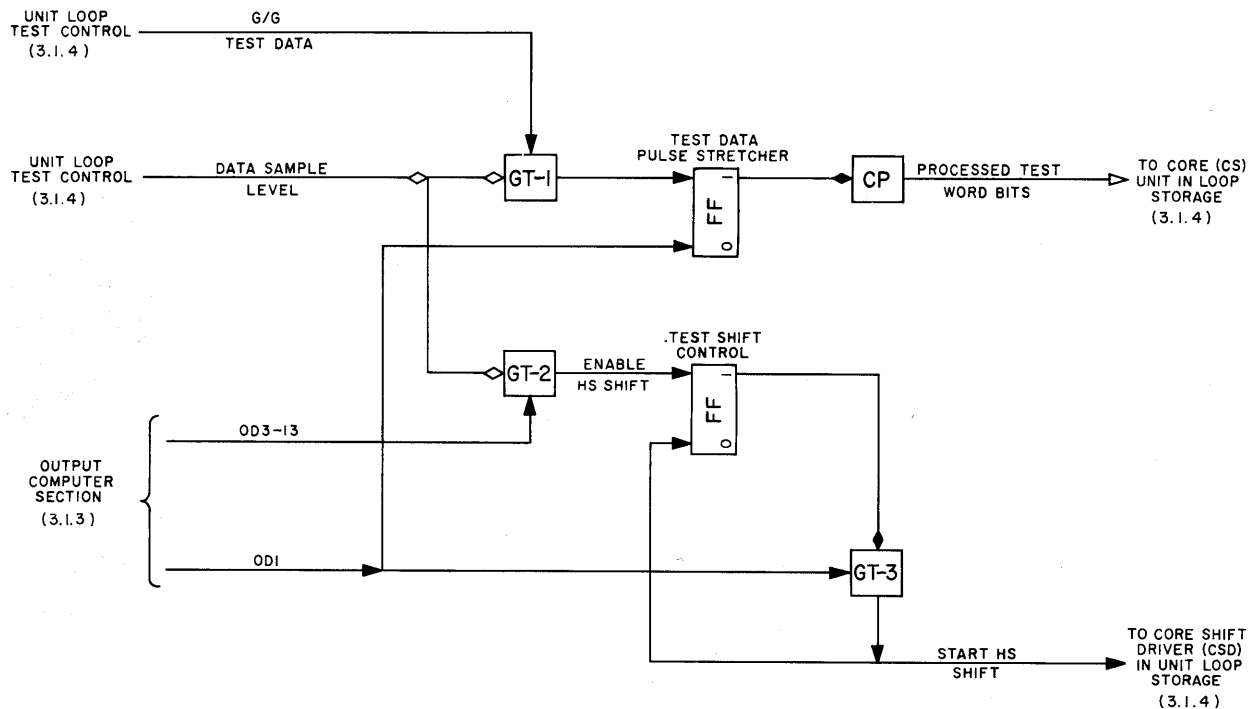 UNIT LOOP
TEST CONTROL
(3.1.4)
G/G
TEST DATA
UNIT LOOP
TEST CONTROL
(3.1.4)
DATA SAMPLE
LEVEL
GT-1
TEST DATA
PULSE STRETCHER
1
FF
0
CP
PROCESSED TEST
WORD BITS
TO CORE (CS)
UNIT IN LOOP
STORAGE
(3.1.4)
GT-2
ENABLE
HS SHIFT
.TEST SHIFT
CONTROL
1
FF
0
OUTPUT
COMPUTER
SECTION
(3.1.3)
OD3-13
OD1
GT-3
START HS
SHIFT
TO CORE SHIFT
DRIVER (CSD)
IN UNIT LOOP
STORAGE
(3.1.4)